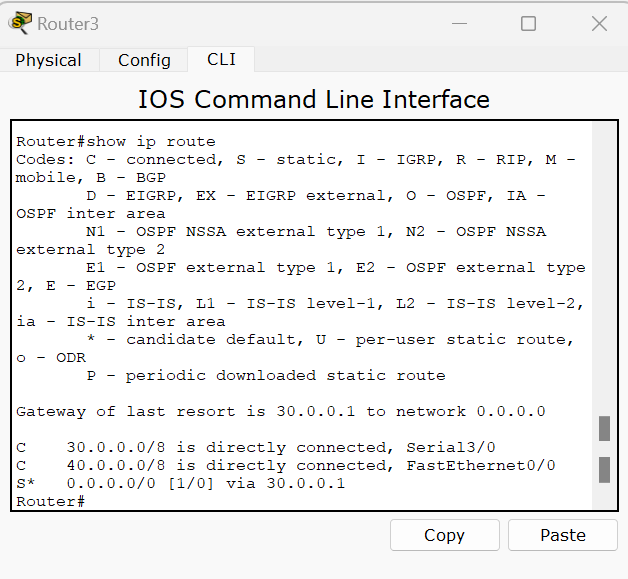 Router3
Physical Config CLI
IOS Command Line Interface
Router#show ip route
Codes: C - connected, S - static, I - IGRP, R - RIP, M -
mobile, B - BGP
       D - EIGRP, EX - EIGRP external, O - OSPF, IA -
OSPF inter area
       N1 - OSPF NSSA external type 1, N2 - OSPF NSSA
external type 2
       E1 - OSPF external type 1, E2 - OSPF external type
2, E - EGP
       i - IS-IS, L1 - IS-IS level-1, L2 - IS-IS level-2,
ia - IS-IS inter area
       * - candidate default, U - per-user static route,
o - ODR
       P - periodic downloaded static route
Gateway of last resort is 30.0.0.1 to network 0.0.0.0
C    30.0.0.0/8 is directly connected, Serial3/0
C    40.0.0.0/8 is directly connected, FastEthernet0/0
S*   0.0.0.0/0 [1/0] via 30.0.0.1
Router#
Copy Paste